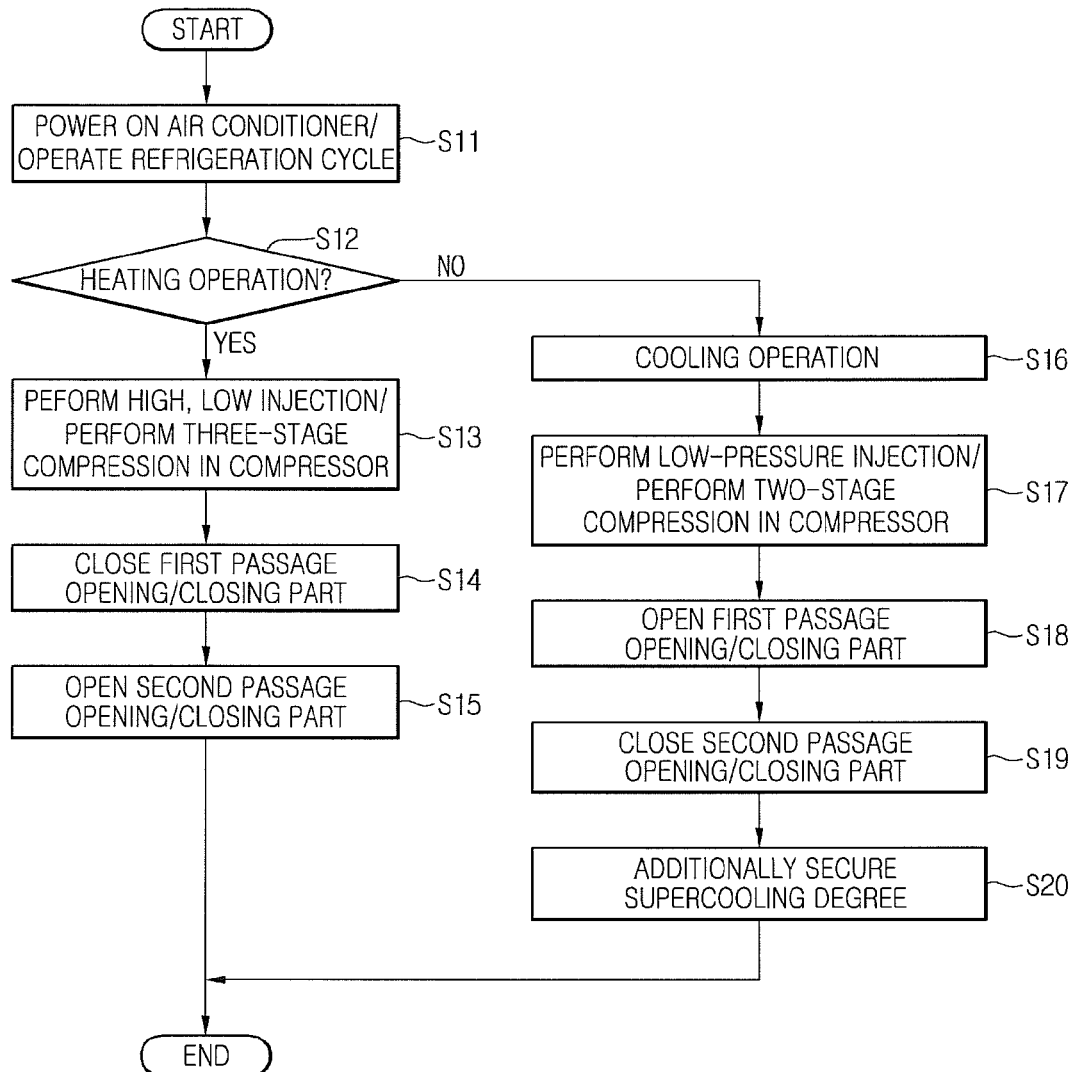 START
POWER ON AIR CONDITIONER/
OPERATE REFRIGERATION CYCLE
S11
S12
HEATING OPERATION?
NO
YES
PEFORM HIGH, LOW INJECTION/
PERFORM THREE-STAGE
COMPRESSION IN COMPRESSOR
S13
CLOSE FIRST PASSAGE
OPENING/CLOSING PART
S14
OPEN SECOND PASSAGE
OPENING/CLOSING PART
S15
COOLING OPERATION
S16
PERFORM LOW-PRESSURE INJECTION/
PERFORM TWO-STAGE
COMPRESSION IN COMPRESSOR
S17
OPEN FIRST PASSAGE
OPENING/CLOSING PART
S18
CLOSE SECOND PASSAGE
OPENING/CLOSING PART
S19
ADDITIONALLY SECURE
SUPERCOOLING DEGREE
S20
END